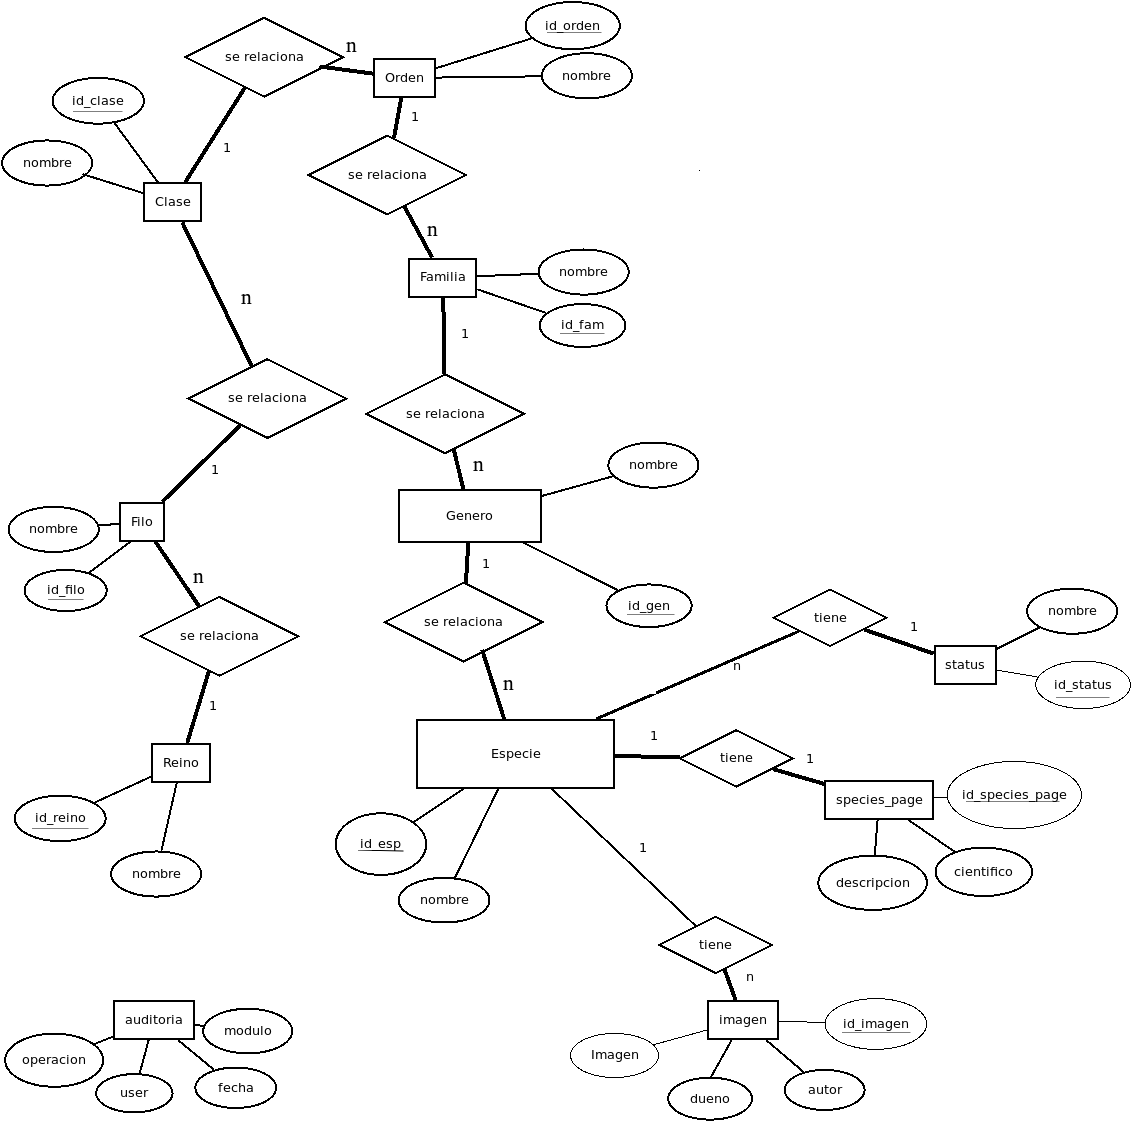 id_orden
n
se relaciona
Orden
nombre
id_clase
1
1
nombre
se relaciona
Clase
n
nombre
Familia
n
id_fam
1
se relaciona
se relaciona
1
n
nombre
Genero
Filo
nombre
1
n
id_filo
id_gen
nombre
tiene
se relaciona
se relaciona
1
status
n
n
id_status
1
1
Especie
tiene
1
Reino
id_species_page
species_page
id_reino
id_esp
1
nombre
cientifico
descripcion
nombre
tiene
n
auditoria
imagen
id_imagen
modulo
operacion
Imagen
fecha
user
autor
dueno